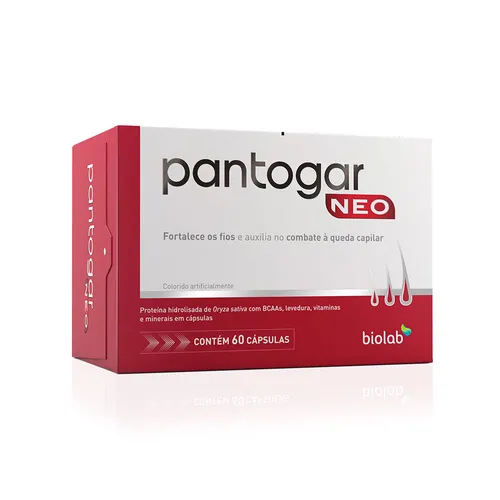 pantogar
NEO
Fortalece os fios e auxilia no combate à queda capilar
Colorido artificialmente
Proteína hidrolisada de Oryza sativa com BCAAs, levedura, vitaminas
e minerais em cápsulas
CONTÉM 60 CÁPSULAS
biolab
pantogar
NEO